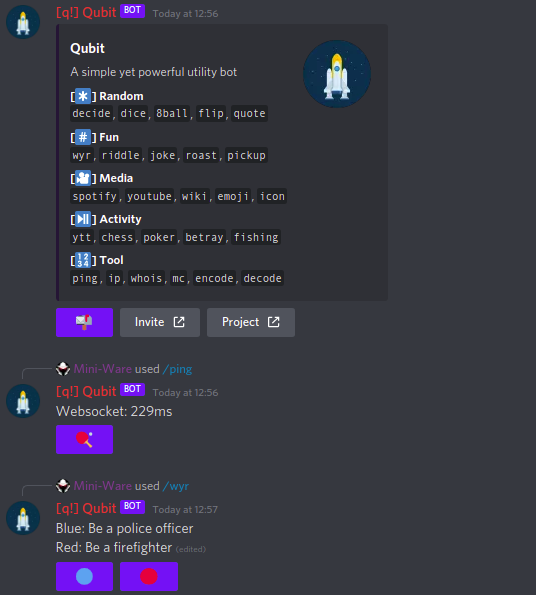 [q!] Qubit BOT Today at 12:56
Qubit
A simple yet powerful utility bot
[*] Random
decide, dice, 8ball, flip, quote
[#] Fun
wyr, riddle, joke, roast, pickup
[🎦] Media
spotify, youtube, wiki, emoji, icon
[⏯] Activity
ytt, chess, poker, betray, fishing
[1234] Tool
ping, ip, whois, mc, encode, decode
Invite Project
Mini-Ware used /ping
[q!] Qubit BOT Today at 12:56
Websocket: 229ms
Mini-Ware used /wyr
[q!] Qubit BOT Today at 12:57
Blue: Be a police officer
Red: Be a firefighter (edited)